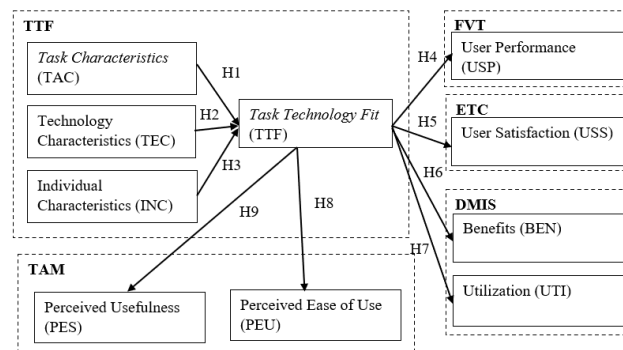 TTF
Task Characteristics
(TAC)
Technology
Characteristics (TEC)
Individual
Characteristics (INC)
H1
H2
H3
Task Technology Fit
(TTF)
H4
H5
H6
H7
H8
H9
FVT
User Performance
(USP)
ETC
User Satisfaction (USS)
DMIS
Benefits (BEN)
Utilization (UTI)
TAM
Perceived Usefulness
(PES)
Perceived Ease of Use
(PEU)